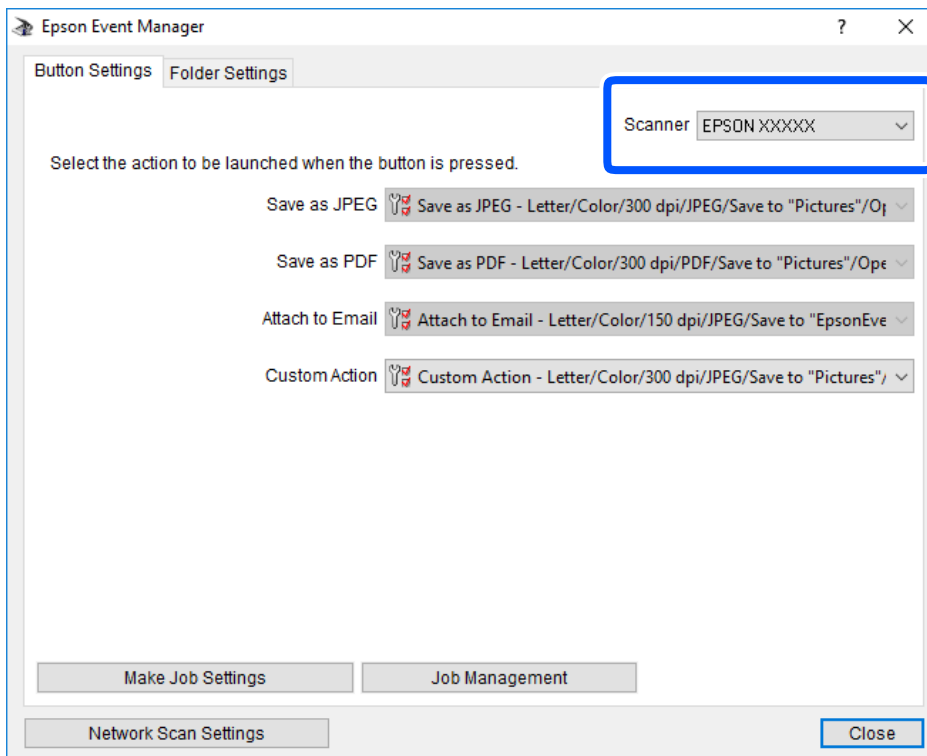 Epson Event Manager
Button Settings Folder Settings
Scanner EPSON XXXXX
Select the action to be launched when the button is pressed.
Save as JPEG Save as JPEG - Letter/Color/300 dpi/JPEG/Save to "Pictures"/Op
Save as PDF Save as PDF - Letter/Color/300 dpi/PDF/Save to "Pictures"/Ope
Attach to Email Attach to Email - Letter/Color/150 dpi/JPEG/Save to "EpsonEve
Custom Action Custom Action - Letter/Color/300 dpi/JPEG/Save to "Pictures"/
Make Job Settings Job Management
Network Scan Settings Close